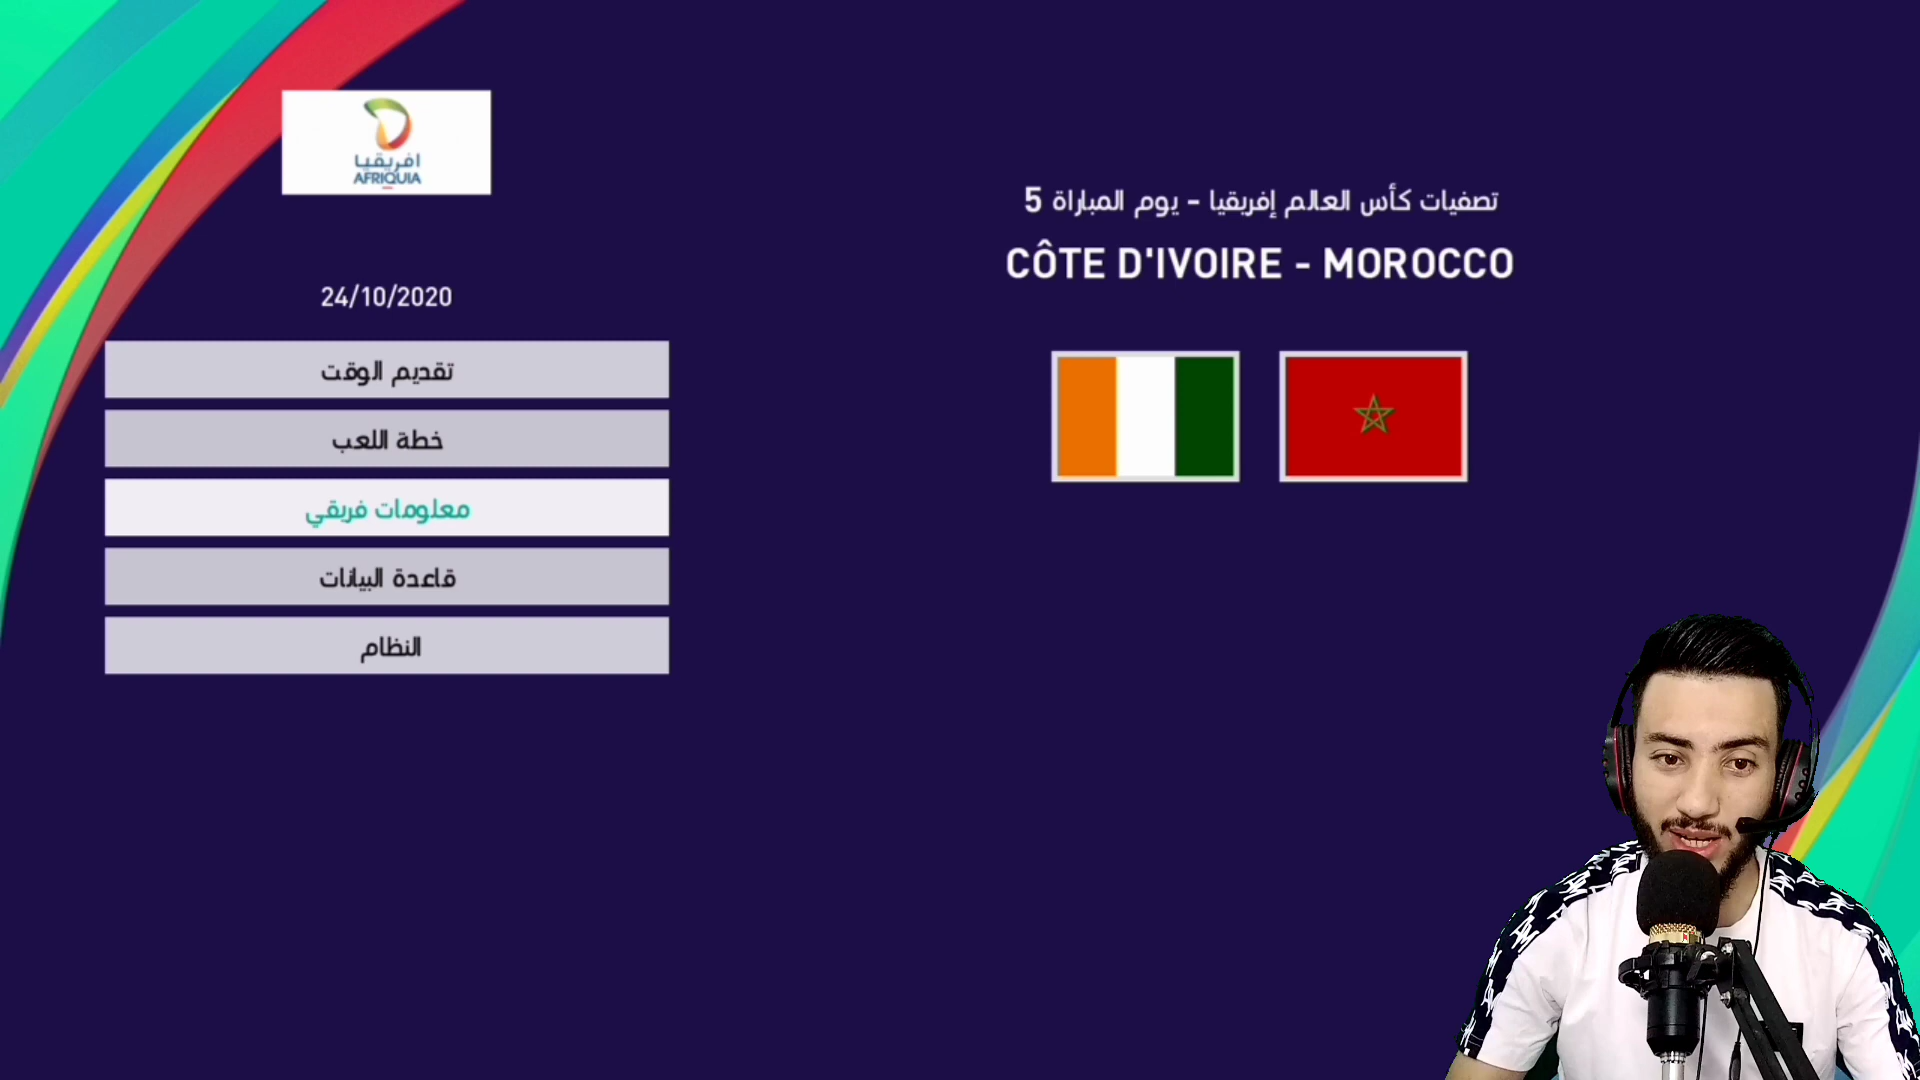 افريقيا
AFRIQUIA
24/10/2020
تقديم الوقت
خطة اللعب
معلومات فريقي
قاعدة البيانات
النظام
تصفيات كأس العالم إفريقيا - يوم المباراة 5
CÔTE D'IVOIRE - MOROCCO